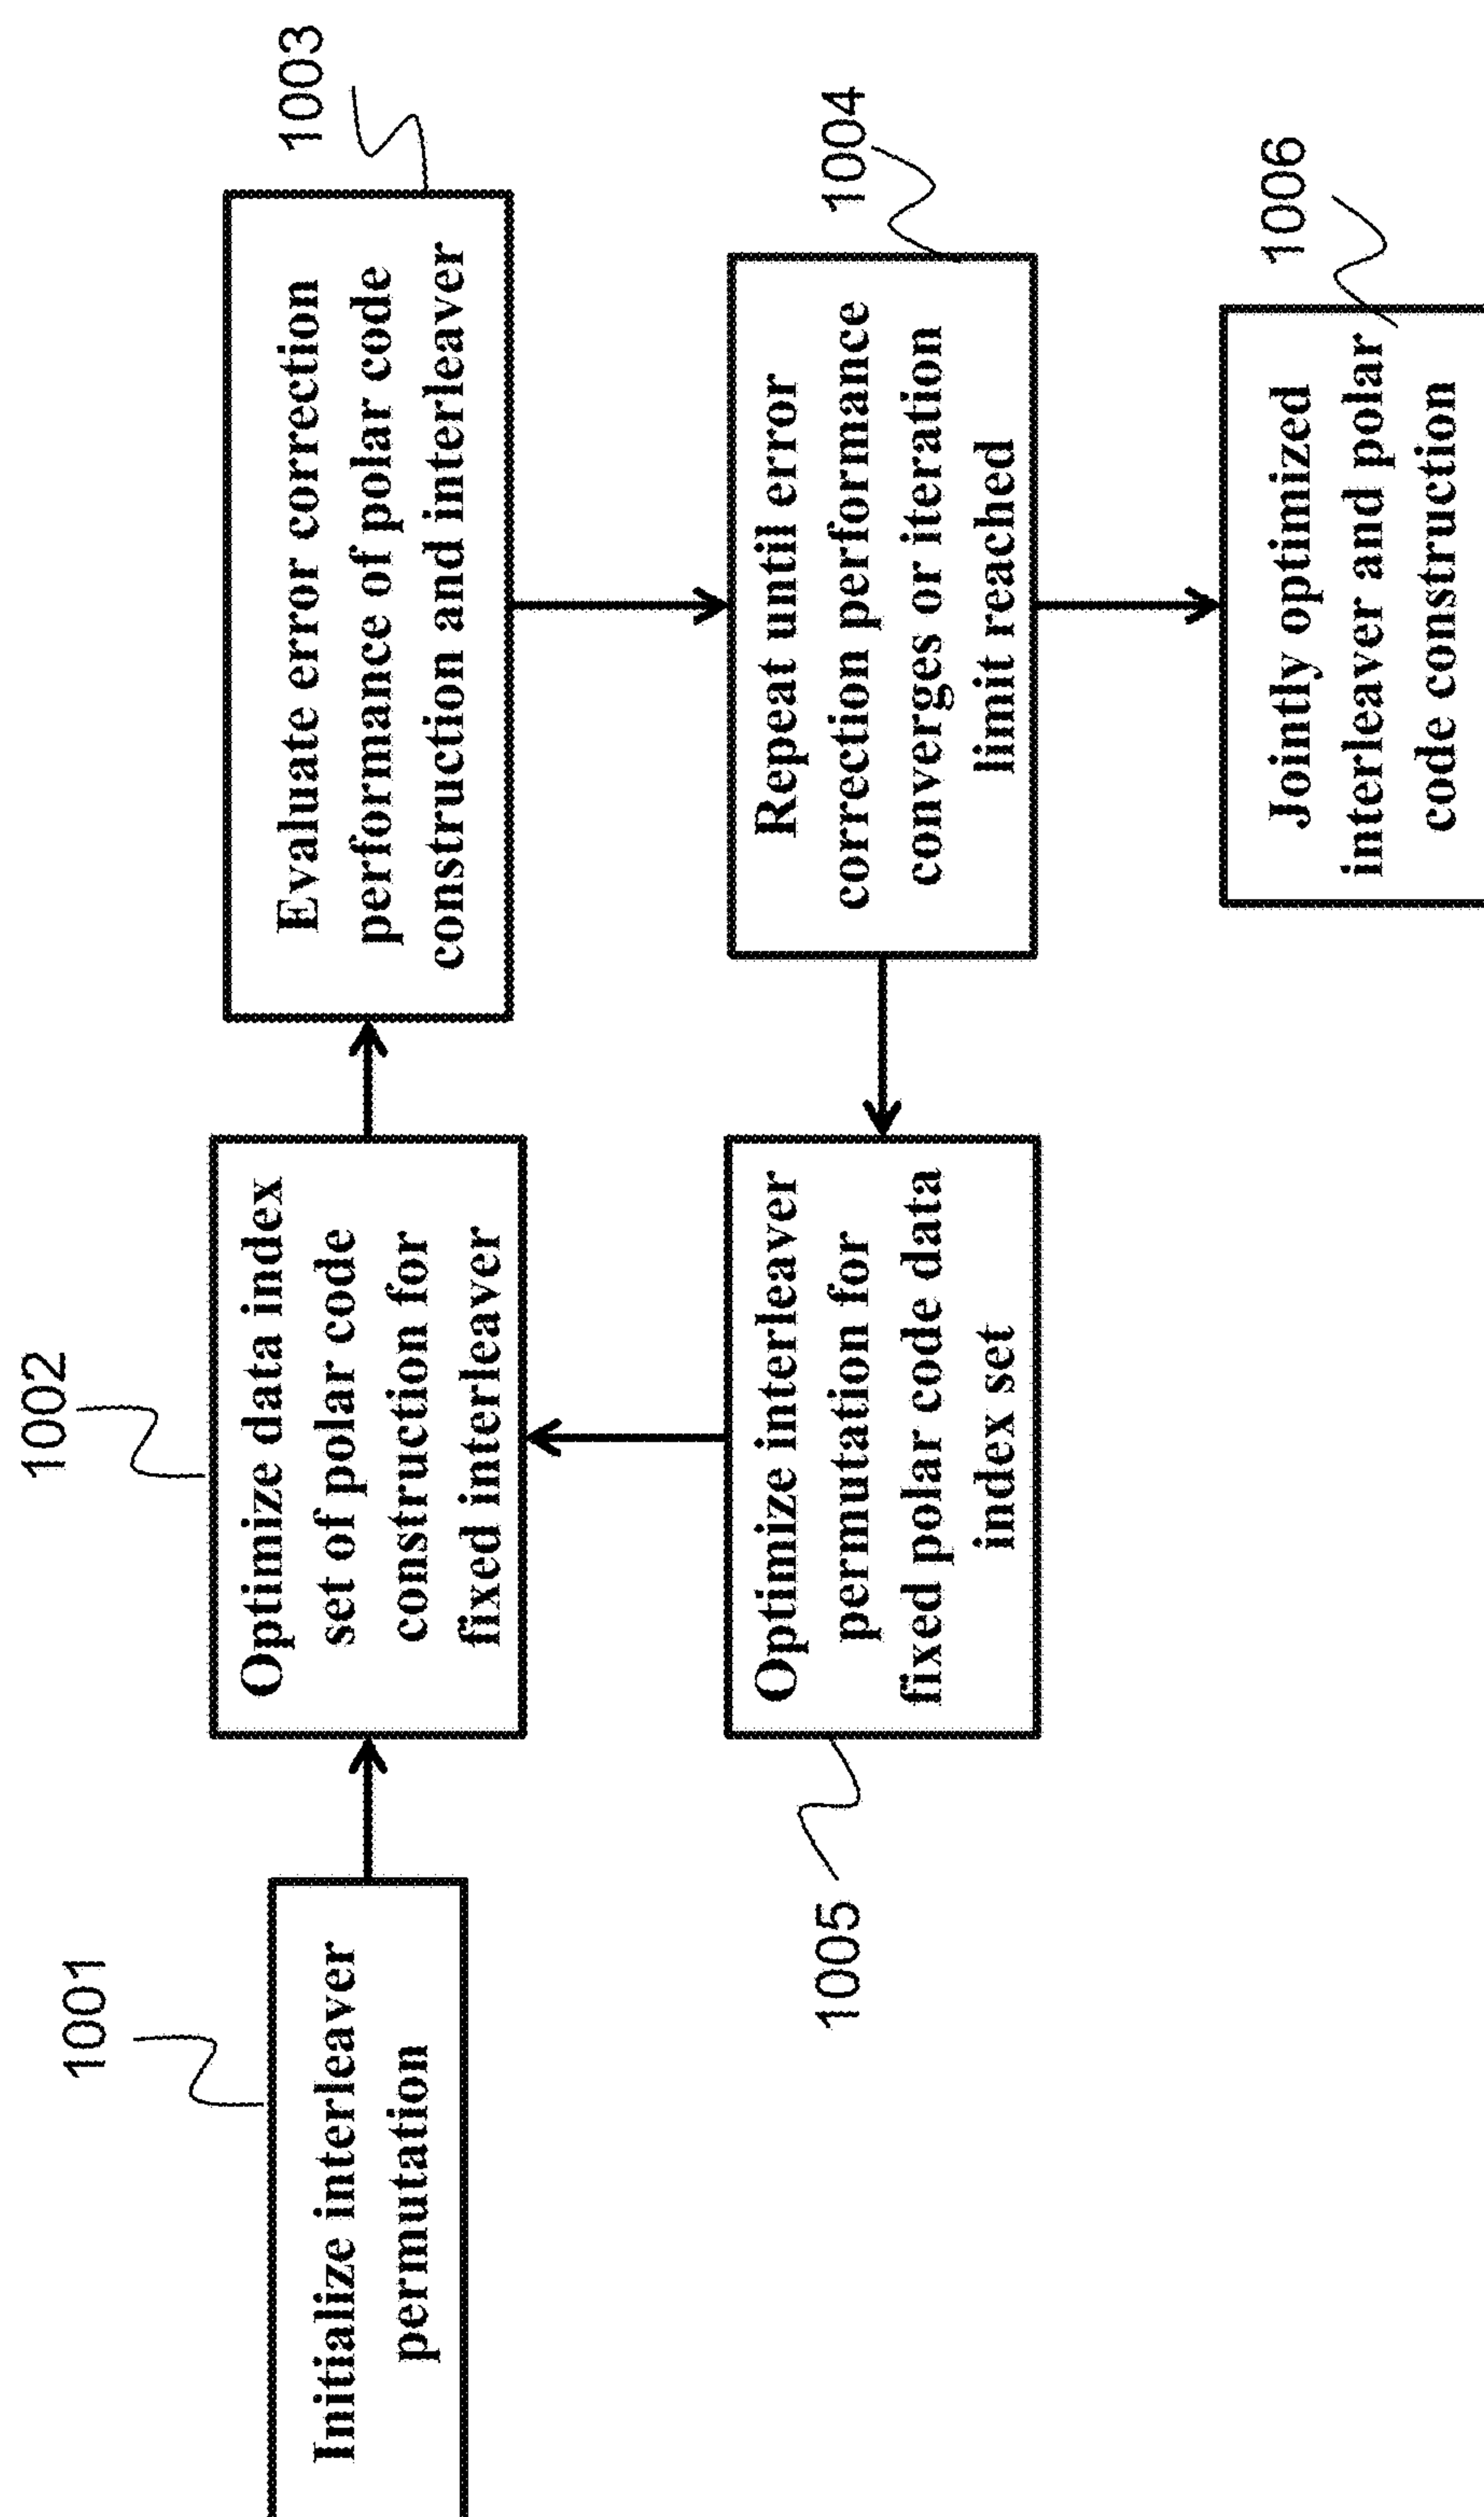 1001
Initialize interleaver
permutation
1002
Optimize data index
set of polar code
construction for
fixed interleaver
1003
Evaluate error correction
performance of polar code
construction and interleaver
1004
Repeat until error
correction performance
converges or iteration
limit reached
1005
Optimize interleaver
permutation for
fixed polar code data
index set
1006
Jointly optimized
interleaver and polar
code construction